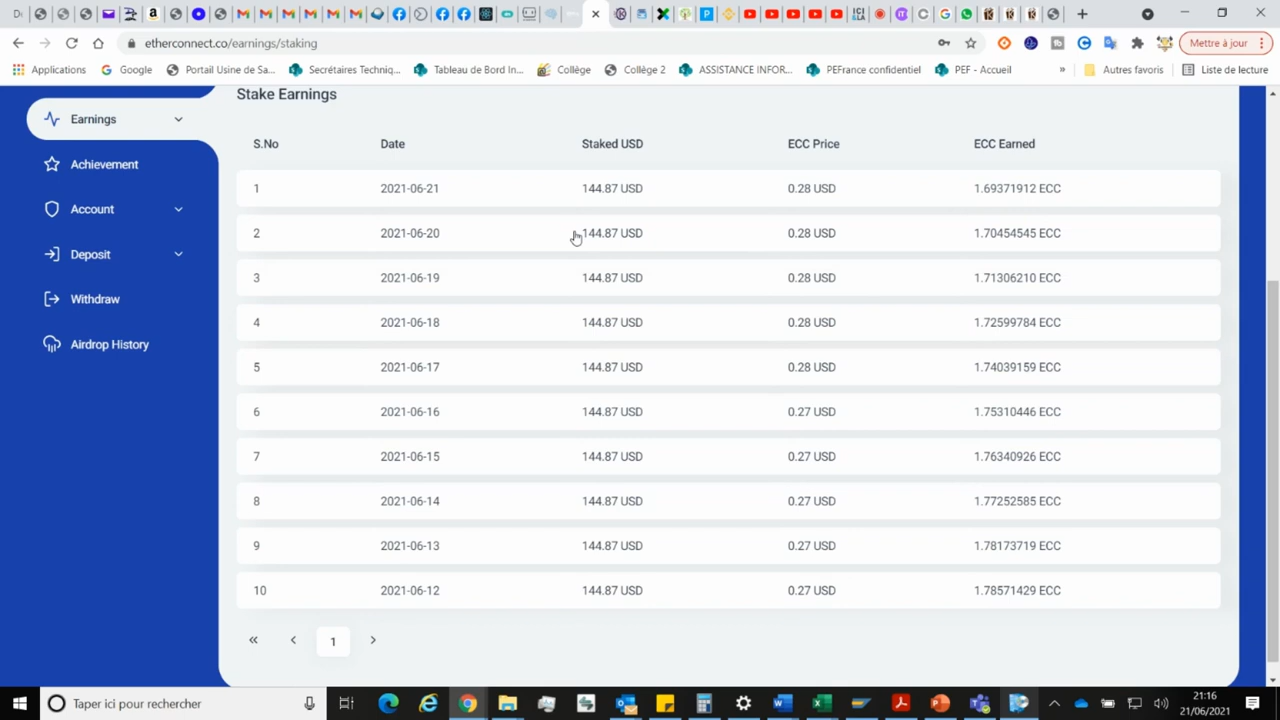 etherconnect.co/earnings/staking
Mettre à jour
Applications Google Portail Usine de Sa... Secrétaires Techniq... Tableau de Bord In... Collège Collège 2 ASSISTANCE INFOR... PEFrance confidentiel PEF - Accueil » Autres favoris Liste de lecture
Stake Earnings
Earnings
Achievement
Account
Deposit
Withdraw
Airdrop History
S.No Date Staked USD ECC Price ECC Earned
1 2021-06-21 144.87 USD 0.28 USD 1.69371912 ECC
2 2021-06-20 144.87 USD 0.28 USD 1.70454545 ECC
3 2021-06-19 144.87 USD 0.28 USD 1.71306210 ECC
4 2021-06-18 144.87 USD 0.28 USD 1.72599784 ECC
5 2021-06-17 144.87 USD 0.28 USD 1.74039159 ECC
6 2021-06-16 144.87 USD 0.27 USD 1.75310446 ECC
7 2021-06-15 144.87 USD 0.27 USD 1.76340926 ECC
8 2021-06-14 144.87 USD 0.27 USD 1.77252585 ECC
9 2021-06-13 144.87 USD 0.27 USD 1.78173719 ECC
10 2021-06-12 144.87 USD 0.27 USD 1.78571429 ECC
« ‹ 1 ›
Taper ici pour rechercher
21:16
21/06/2021